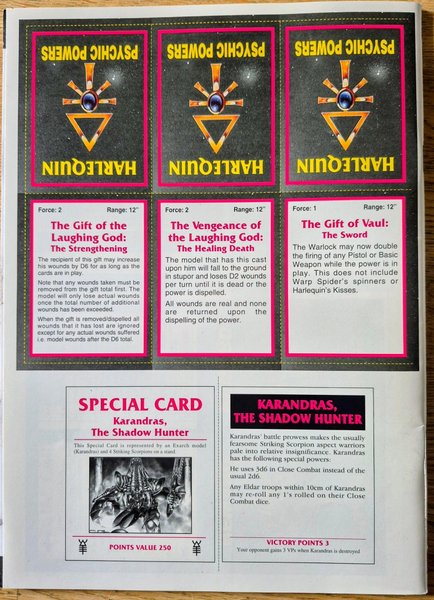 PSYCHIC POWERS
HARLEQUIN
PSYCHIC POWERS
HARLEQUIN
PSYCHIC POWERS
HARLEQUIN
Force: 2 Range: 12"
The Gift of the
Laughing God:
The Strengthening
The recipient of this gift may increase
his wounds by D6 for as long as the
cards are in play.
Note that any wounds taken must be
removed from the gift total first. The
model will only lose actual wounds
once the total number of additional
wounds has been exceeded.
When the gift is removed/dispelled all
wounds that it has lost are ignored
except for any actual wounds suffered
i.e. model wounds after the D6 total.
Force: 2 Range: 12"
The Vengeance of
the Laughing God:
The Healing Death
The model that has this cast
upon him will fall to the ground
in stupor and loses D2 wounds
per turn until it is dead or the
power is dispelled.
All wounds are real and none
are returned upon the
dispelling of the power.
Force: 1 Range: 12"
The Gift of Vaul:
The Sword
The Warlock may now double
the firing of any Pistol or Basic
Weapon while the power is in
play. This does not include
Warp Spider's spinners or
Harlequin's Kisses.
SPECIAL CARD
Karandras,
The Shadow Hunter
This Special Card is represented by an Exarch model
(Karandras) and 4 Striking Scorpions on a stand.
POINTS VALUE 250
KARANDRAS,
THE SHADOW HUNTER
Karandras' battle prowess makes the usually
fearsome Striking Scorpion aspect warriors
pale into relative insignificance. Karandras
has the following special powers:
He uses 3d6 in Close Combat instead of the
usual 2d6.
Any Eldar troops within 10cm of Karandras
may re-roll any 1's rolled on their Close
Combat dice.
VICTORY POINTS 3
Your opponent gains 3 VPs when Karandras is destroyed